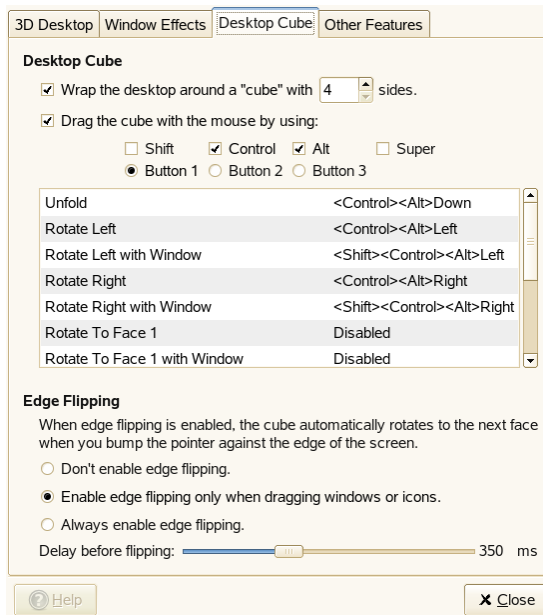 3D Desktop Window Effects Desktop Cube Other Features
Desktop Cube
Wrap the desktop around a "cube" with 4 sides.
Drag the cube with the mouse by using:
Shift Control Alt Super
Button 1 Button 2 Button 3
Unfold <Control><Alt>Down
Rotate Left <Control><Alt>Left
Rotate Left with Window <Shift><Control><Alt>Left
Rotate Right <Control><Alt>Right
Rotate Right with Window <Shift><Control><Alt>Right
Rotate To Face 1 Disabled
Rotate To Face 1 with Window Disabled
Edge Flipping
When edge flipping is enabled, the cube automatically rotates to the next face
when you bump the pointer against the edge of the screen.
Don't enable edge flipping.
Enable edge flipping only when dragging windows or icons.
Always enable edge flipping.
Delay before flipping: 350 ms
Help Close